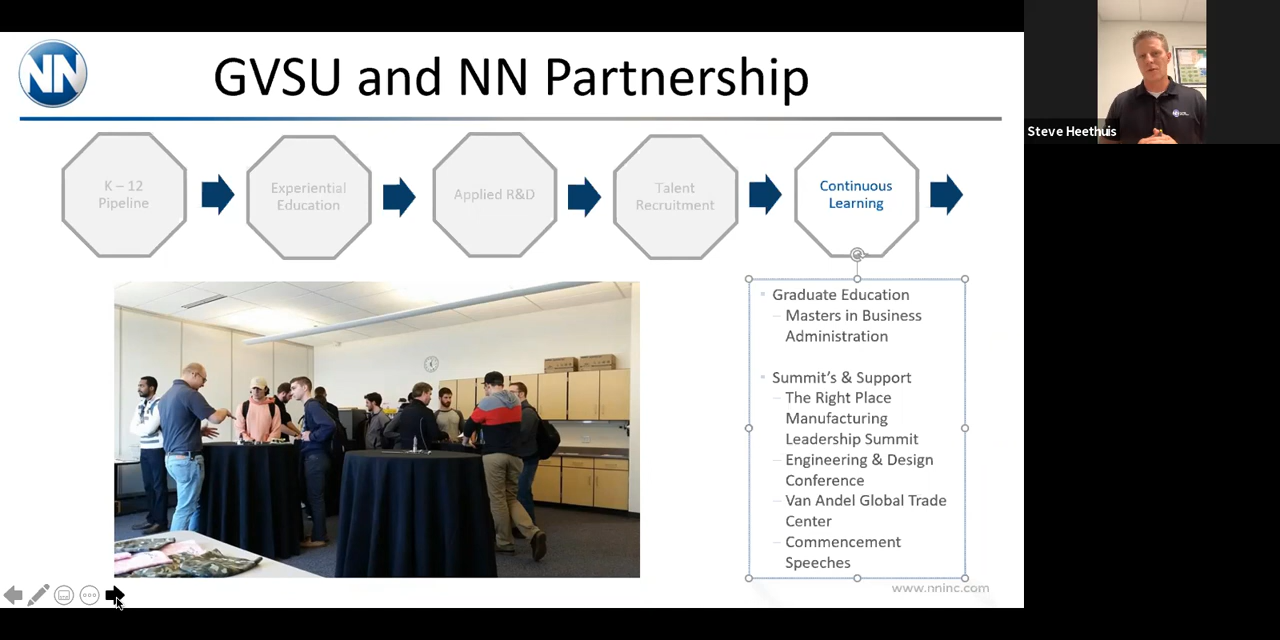 NN
GVSU and NN Partnership
Steve Heethuis
K – 12
Pipeline
Experiential
Education
Applied R&D
Talent
Recruitment
Continuous
Learning
Graduate Education
– Masters in Business
Administration
Summit's & Support
– The Right Place
Manufacturing
Leadership Summit
– Engineering & Design
Conference
– Van Andel Global Trade
Center
– Commencement
Speeches
www.nninc.com